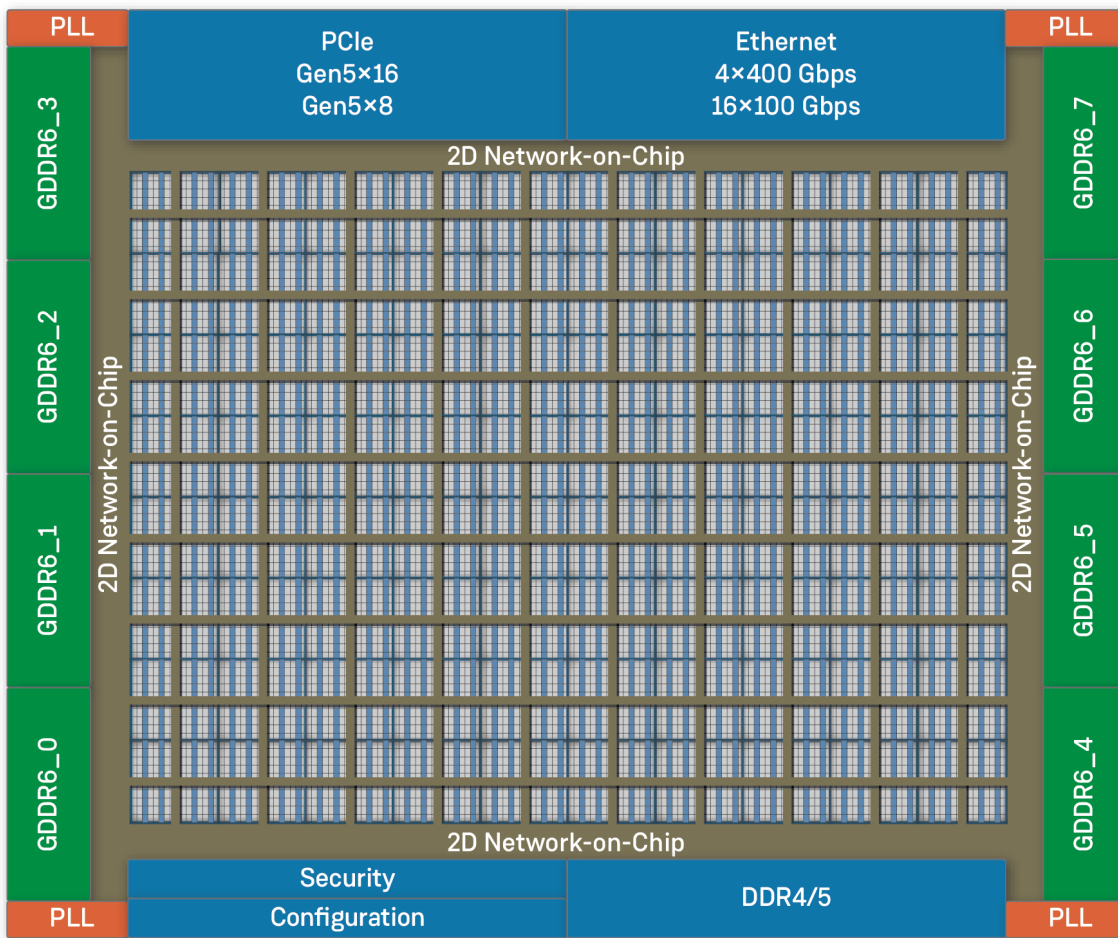 PLL
PCIe
Gen5×16
Gen5×8
Ethernet
4×400 Gbps
16×100 Gbps
PLL
GDDR6_3
GDDR6_2
GDDR6_1
GDDR6_0
2D Network-on-Chip
2D Network-on-Chip
2D Network-on-Chip
2D Network-on-Chip
GDDR6_7
GDDR6_6
GDDR6_5
GDDR6_4
PLL
Security
Configuration
DDR4/5
PLL